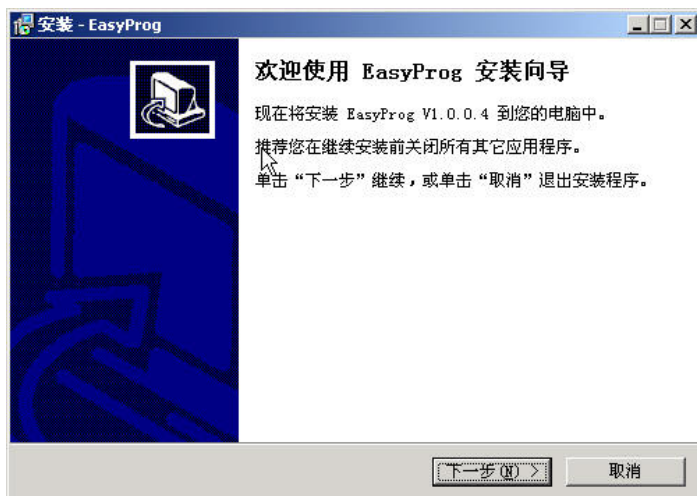 安装 - EasyProg
欢迎使用 EasyProg 安装向导
现在将安装 EasyProg V1.0.0.4 到您的电脑中。
推荐您在继续安装前关闭所有其它应用程序。
单击“下一步”继续，或单击“取消”退出安装程序。
下一步(N) >
取消